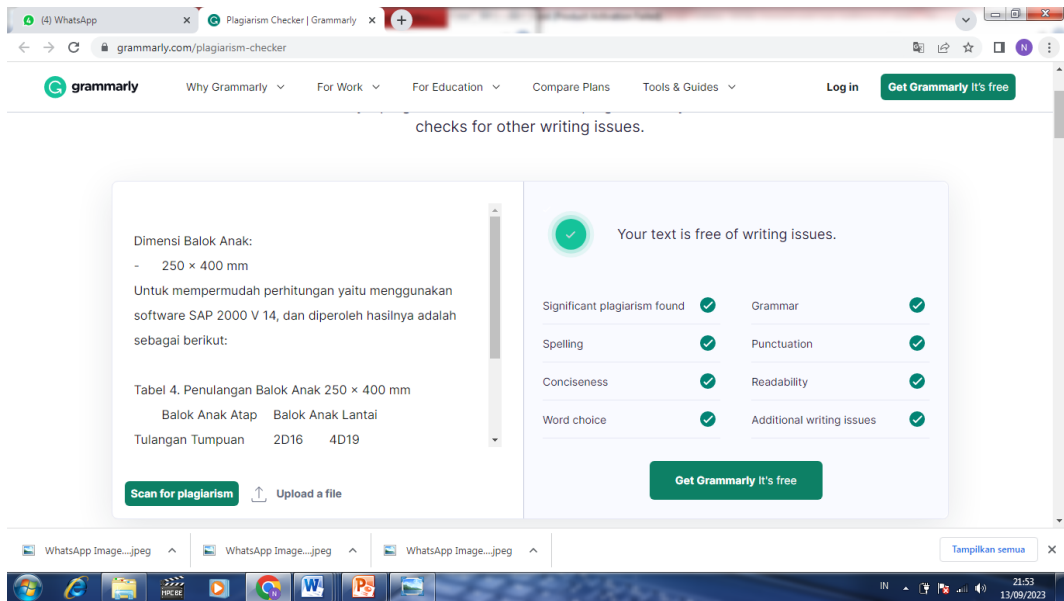 (4) WhatsApp
Plagiarism Checker | Grammarly
grammarly.com/plagiarism-checker
N
grammarly
Why Grammarly
For Work
For Education
Compare Plans
Tools & Guides
Log in
Get Grammarly It's free
checks for other writing issues.
Dimensi Balok Anak:
- 250 × 400 mm
Untuk mempermudah perhitungan yaitu menggunakan
software SAP 2000 V 14, dan diperoleh hasilnya adalah
sebagai berikut:
Tabel 4. Penulangan Balok Anak 250 × 400 mm
Balok Anak Atap Balok Anak Lantai
Tulangan Tumpuan 2D16 4D19
Scan for plagiarism
Upload a file
Your text is free of writing issues.
Significant plagiarism found
Grammar
Spelling
Punctuation
Conciseness
Readability
Word choice
Additional writing issues
Get Grammarly It's free
WhatsApp Image....jpeg
WhatsApp Image....jpeg
WhatsApp Image....jpeg
Tampilkan semua
IN
21:53
13/09/2023